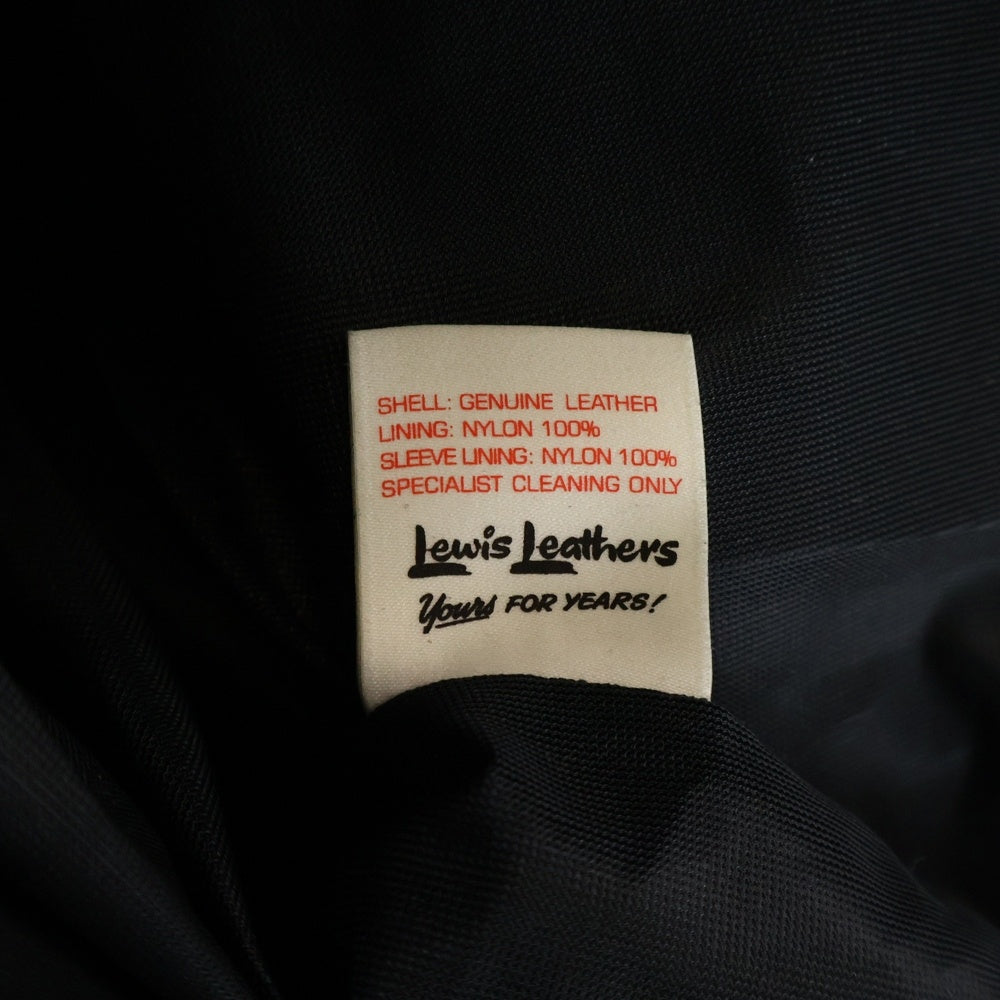 SHELL: GENUINE LEATHER
LINING: NYLON 100%
SLEEVE LINING: NYLON 100%
SPECIALIST CLEANING ONLY
Lewis Leathers
Yours FOR YEARS!